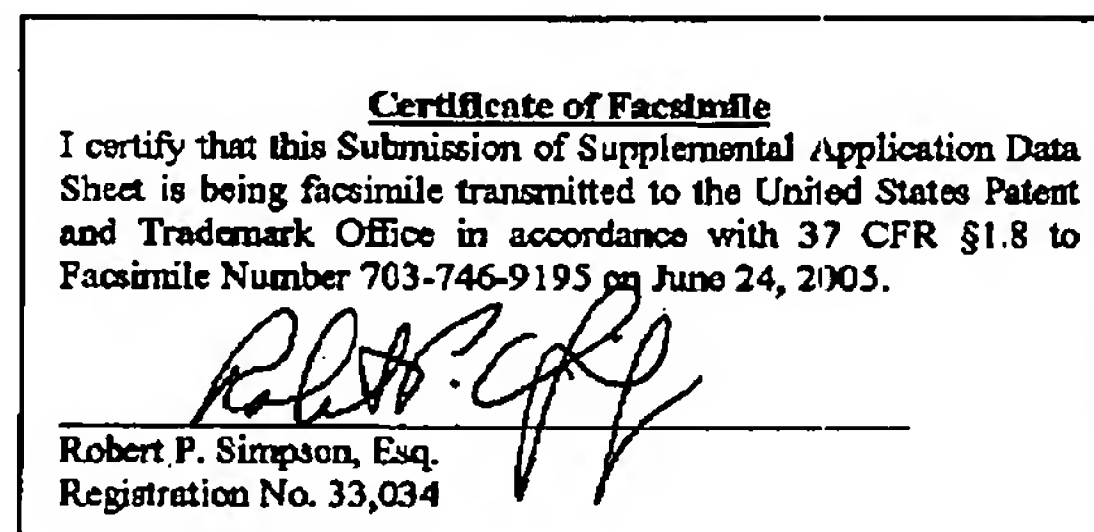 Certificate of Facsimile
I certify that this Submission of Supplemental Application Data
Sheet is being facsimile transmitted to the United States Patent
and Trademark Office in accordance with 37 CFR §1.8 to
Facsimile Number 703-746-9195 on June 24, 2005.
Robert P. Simpson, Esq.
Registration No. 33,034